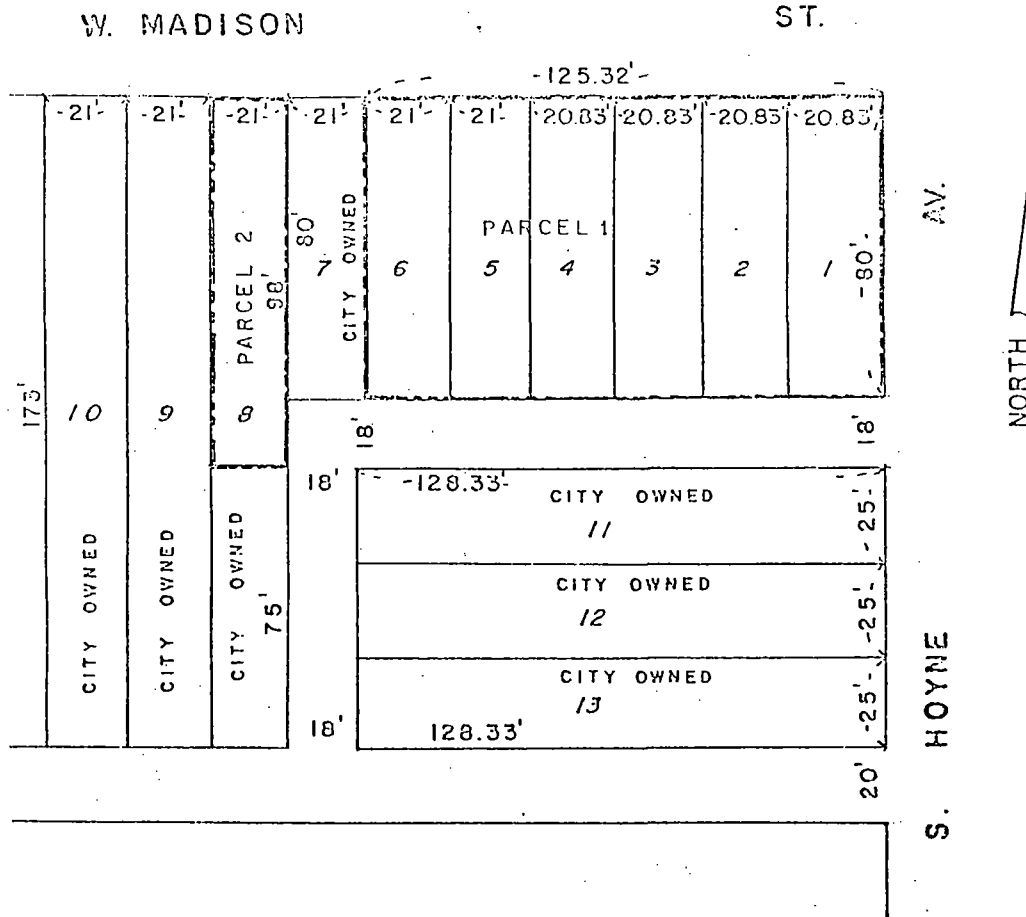 W. MADISON ST.
-125.32'-
-21'- -21'- -21'- -21'- -21'- -21'- -20.83' -20.83' -20.83' -20.83'
AV.
PARCEL 1
80'
CITY OWNED
PARCEL 2
98'
7 6 5 4 3 2 1
-80'-
NORTH
173'
10 9 8
18' 18'
18' -128.33'-
CITY OWNED
11
-25'-
CITY OWNED
12
-25'-
CITY OWNED
13
-25'-
CITY OWNED
CITY OWNED
CITY OWNED
75'
18' 128.33'
20'
S. HOYNE